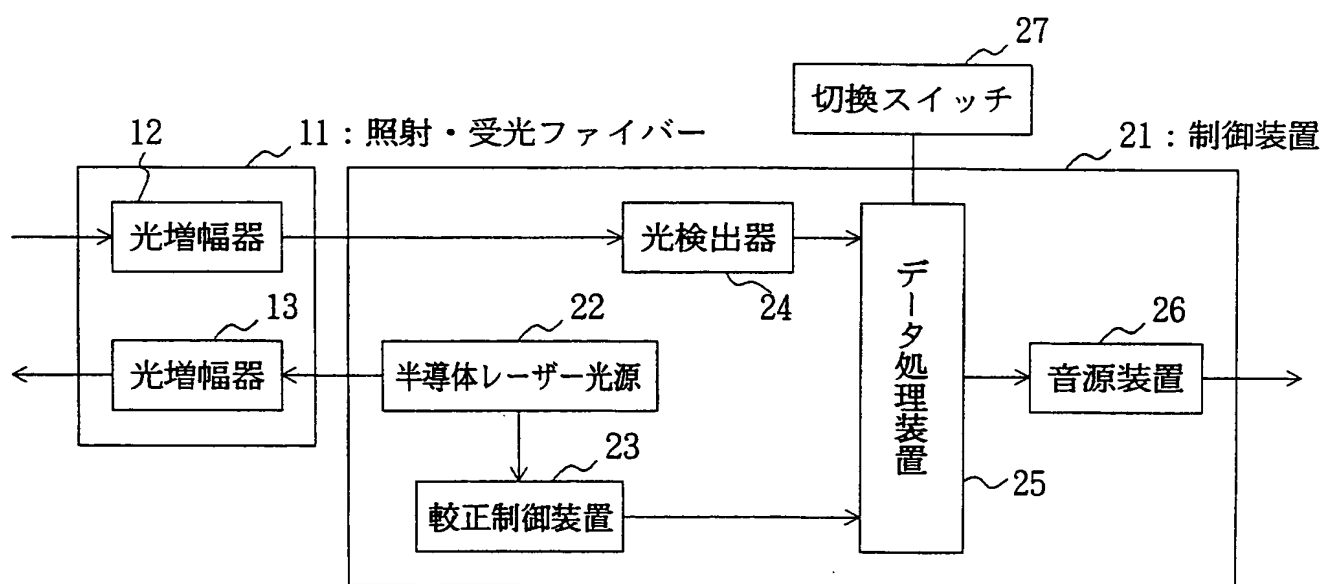 27
切換スイッチ
11：照射・受光ファイバー
21：制御装置
12
光増幅器
光検出器
24
13
光増幅器
22
半導体レーザー光源
データ処理装置
25
26
音源装置
23
較正制御装置